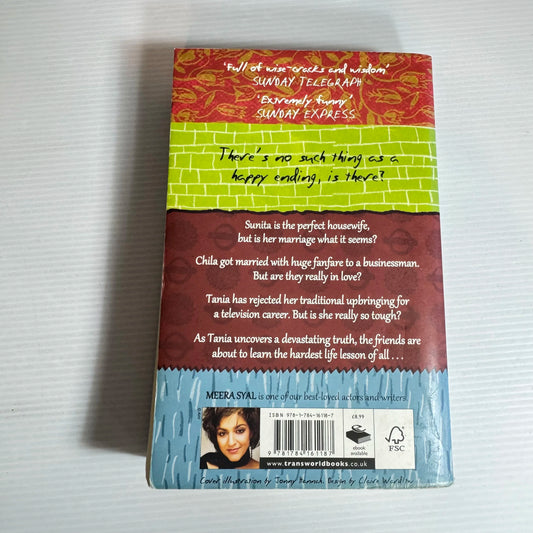 'Full of wise-cracks and wisdom'
SUNDAY TELEGRAPH
'Extremely funny'
SUNDAY EXPRESS
There's no such thing as a
happy ending, is there?
Sunita is the perfect housewife,
but is her marriage what it seems?
Chila got married with huge fanfare to a businessman.
But are they really in love?
Tania has rejected her traditional upbringing for
a television career. But is she really so tough?
As Tania uncovers a devastating truth, the friends are
about to learn the hardest life lesson of all . . .
MEERA SYAL is one of our best-loved actors and writers
ISBN 978-1-784-16118-7
9 781784 161187
£8.99
ebook
available
FSC
www.transworldbooks.co.uk
Cover illustration by Jonny Hannah. Design by Claire Ward/TW